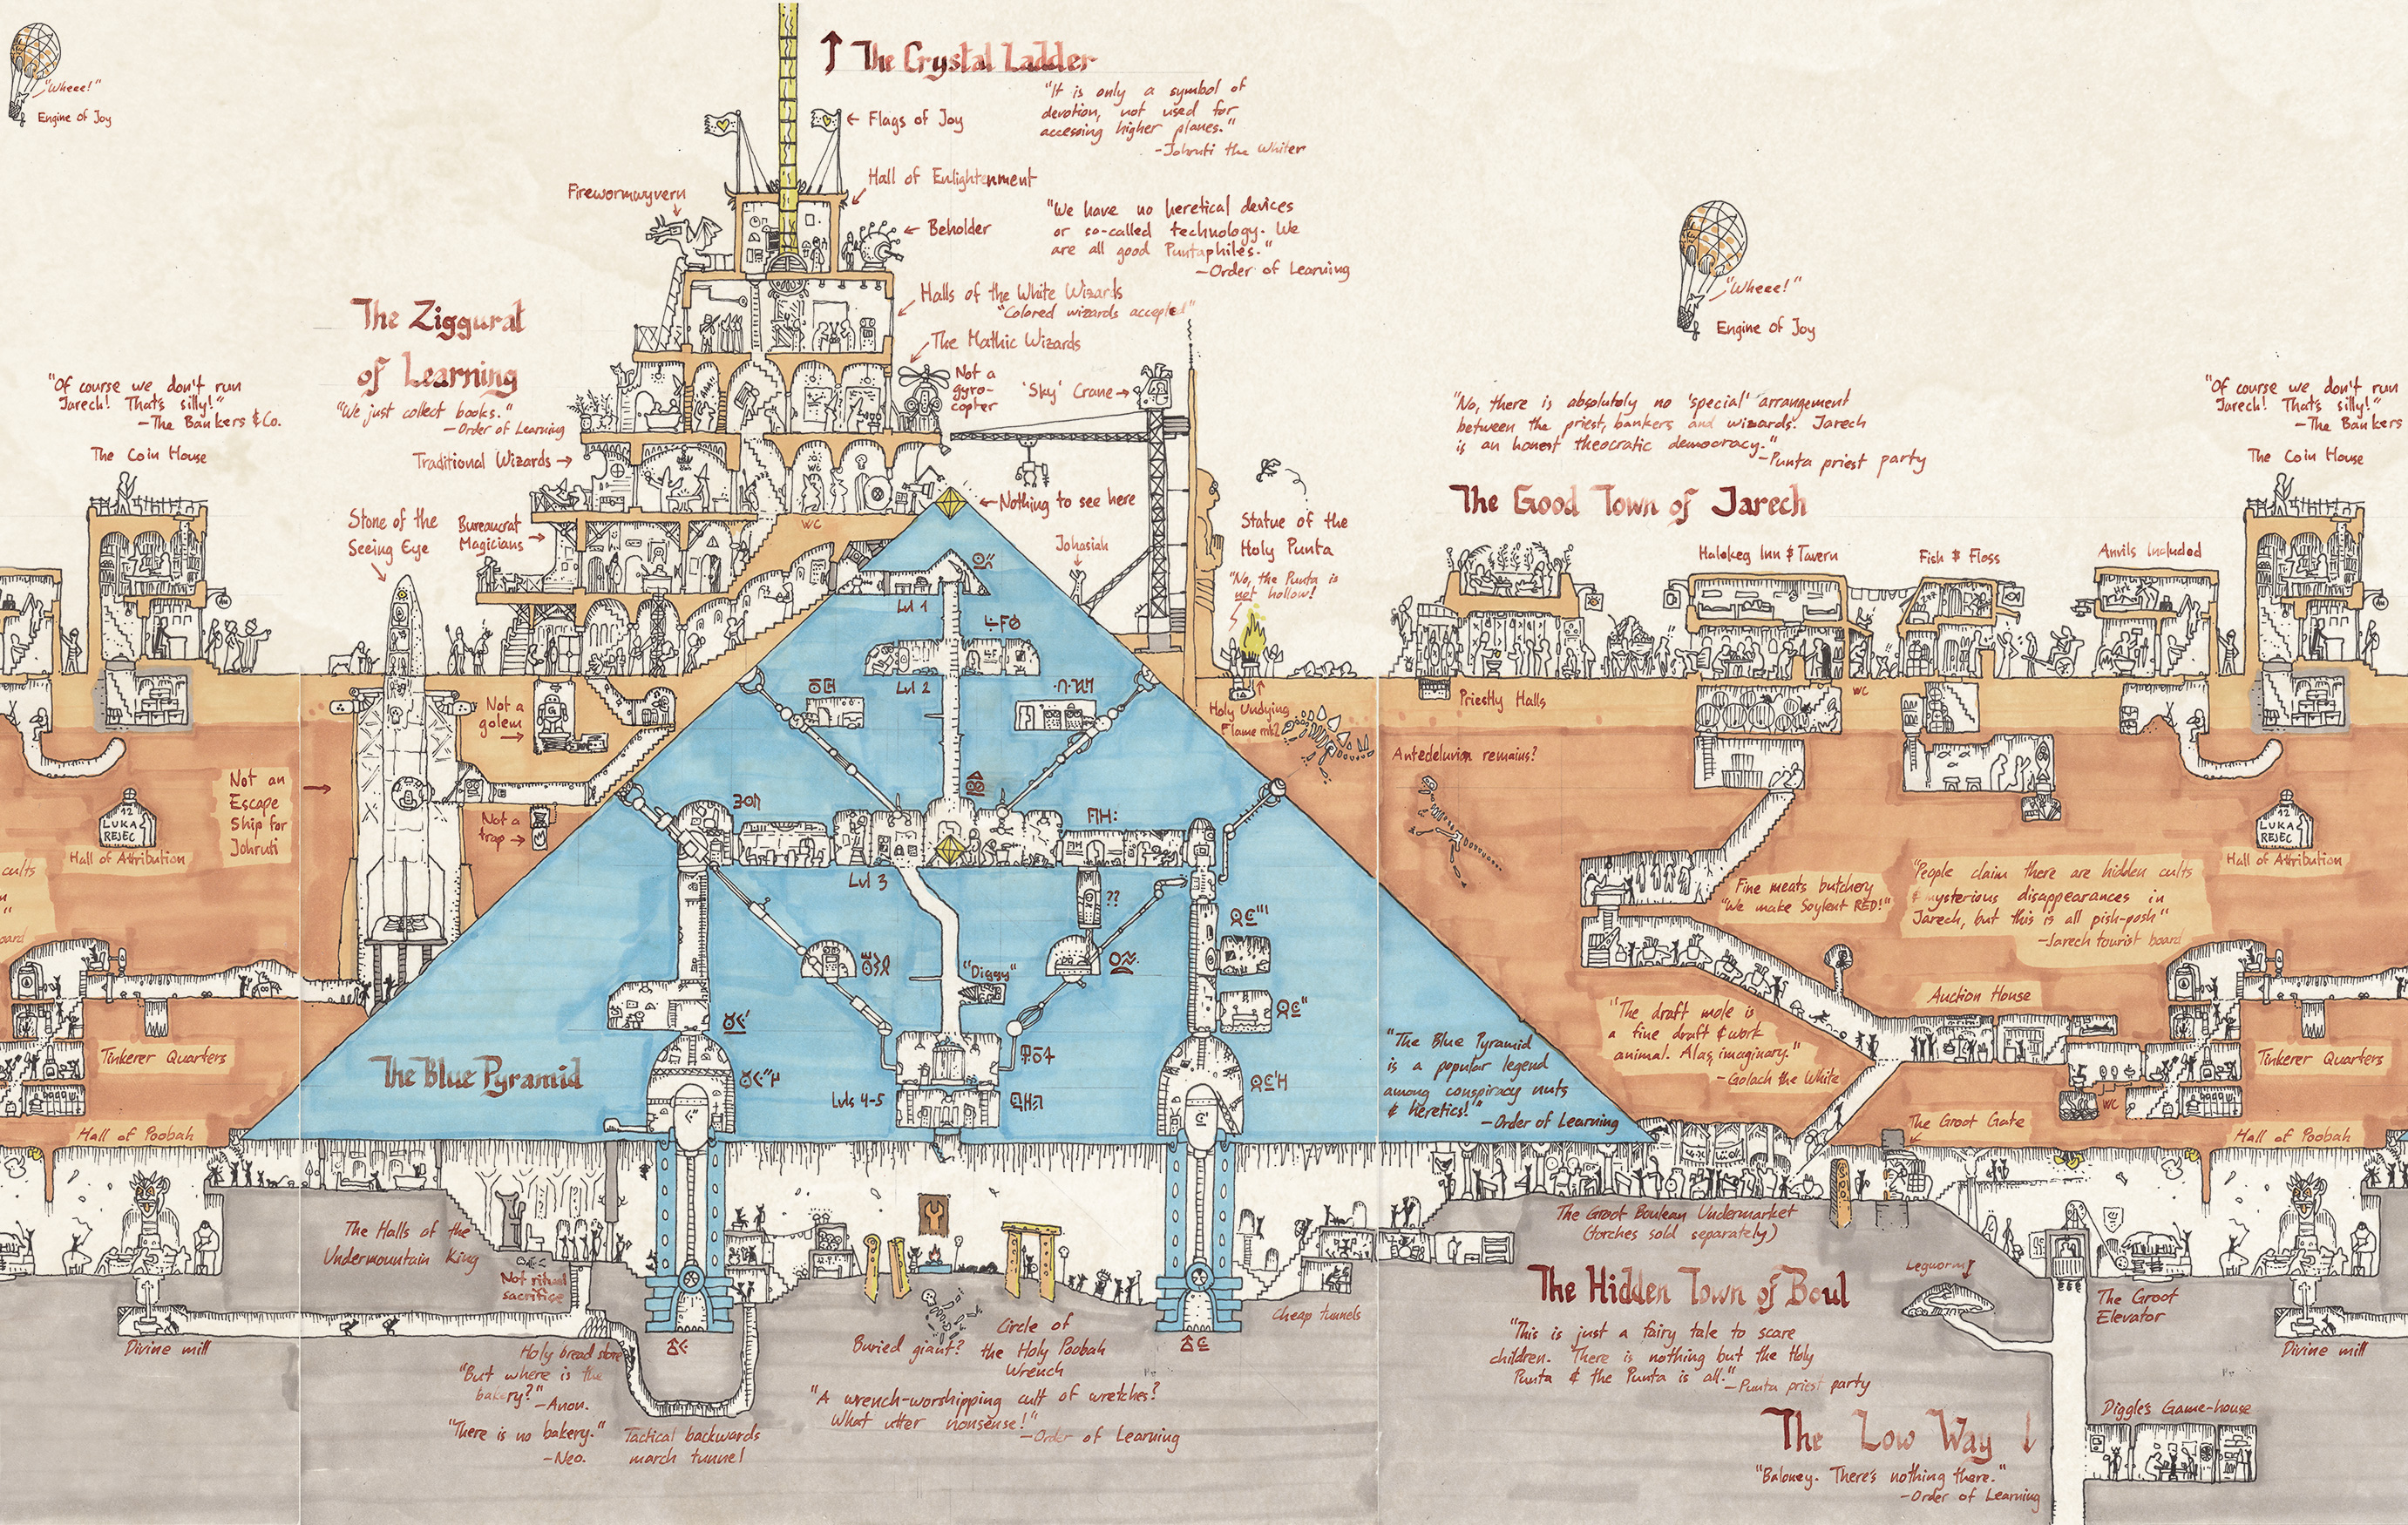 ↑ The Crystal Ladder
"It is only a symbol of
devotion, not used for
accessing higher planes."
-Johruti the Whiter
"Wheee!"
Engine of Joy
← Flags of Joy
Hall of Enlightenment
Firewormwyvern
← Beholder
"We have no heretical devices
or so-called technology. We
are all good Puntaphiles."
-Order of Learning
Halls of the White Wizards
"Colored wizards accepted"
The Mathic Wizards
Not a
gyro-
copter
'Sky' Crane →
The Ziggurat
of Learning
"We just collect books."
-Order of Learning
Traditional Wizards →
Bureaucrat
Magicians →
WC
WC
← Nothing to see here
Stone of the
Seeing Eye
Johasiah
Statue of the
Holy Punta
"No, the Punta is
not hollow!
Holy Undying
Flame mk2
"Of course we don't run
Jarech! That's silly!"
-The Bankers & Co.
The Coin House
"Wheee!"
Engine of Joy
"No, there is absolutely no 'special' arrangement
between the priest, bankers and wizards. Jarech
is an honest theocratic democracy."
-Punta priest party
The Good Town of Jarech
Halokeg Inn & Tavern
Fish & Floss
Anvils Included
"Of course we don't run
Jarech! That's silly!"
-The Bankers
The Coin House
Priestly Halls
WC
Antedeluvian remains?
Not a
golem
→
G
Not a
trap →
Not an
Escape
Ship for
Johruti
→
12
LUKA
REJEC
Hall of Attribution
cults
"
board
Tinkerer Quarters
Hall of Poobah
Lvl 1
Lvl 2
Lvl 3
??
"Diggy"
Lvls 4-5
The Blue Pyramid
"The Blue Pyramid
is a popular legend
among conspiracy nuts
& heretics!"
-Order of Learning
Fine meats butchery
"We make Soylent RED!"
"People claim there are hidden cults
& mysterious disappearances in
Jarech, but this is all pish-posh"
-Jarech tourist board
12
LUKA
REJEC
Hall of Attribution
"The draft mole is
a fine draft & work
animal. Alas, imaginary."
-Golach the White
Auction House
WC
Tinkerer Quarters
The Groot Gate
Hall of Poobah
The Halls of the
Undermountain King
Not ritual
sacrifice
Divine mill
Holy bread store
"But where is the
bakery?"
-Anon.
"There is no bakery."
-Neo.
Tactical backwards
march tunnel
Buried giant?
Circle of
the Holy Poobah
Wrench
"A wrench-worshipping cult of wretches?
What utter nonsense!"
-Order of Learning
Cheap tunnels
The Groot Boulean Undermarket
(torches sold separately)
The Hidden Town of Boul
"This is just a fairy tale to scare
children. There is nothing but the Holy
Punta & the Punta is all."
-Punta priest party
Legworm
The Groot
Elevator
Divine mill
Diggle's Game-house
The Low Way ↓
"Baloney. There's nothing there."
-Order of Learning